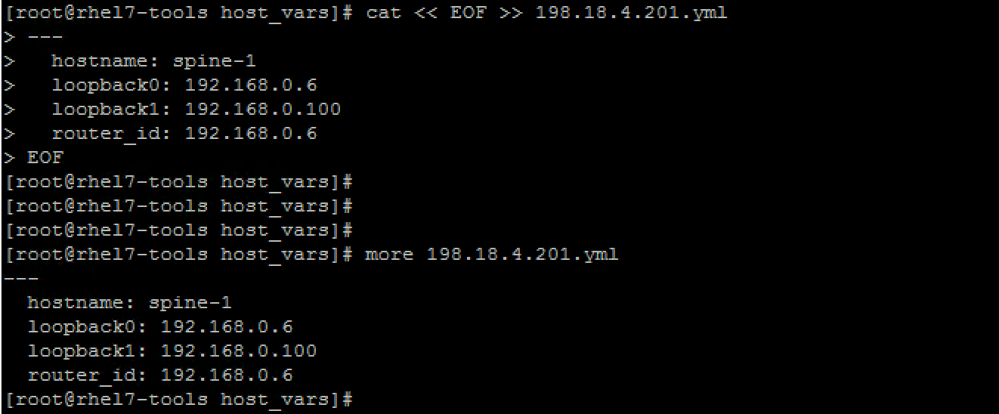 [root@rhel7-tools host_vars]# cat << EOF >> 198.18.4.201.yml
> ---
>   hostname: spine-1
>   loopback0: 192.168.0.6
>   loopback1: 192.168.0.100
>   router_id: 192.168.0.6
> EOF
[root@rhel7-tools host_vars]#
[root@rhel7-tools host_vars]#
[root@rhel7-tools host_vars]#
[root@rhel7-tools host_vars]# more 198.18.4.201.yml
---
  hostname: spine-1
  loopback0: 192.168.0.6
  loopback1: 192.168.0.100
  router_id: 192.168.0.6
[root@rhel7-tools host_vars]#